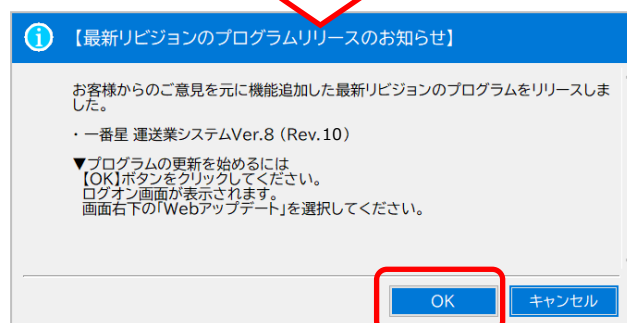 【最新リビジョンのプログラムリリースのお知らせ】
お客様からのご意見を元に機能追加した最新リビジョンのプログラムをリリースしま
した。
・一番星 運送業システムVer.8 (Rev.10)
▼プログラムの更新を始めるには
【OK】ボタンをクリックしてください。
ログオン画面が表示されます。
画面右下の「Webアップデート」を選択してください。
OK
キャンセル